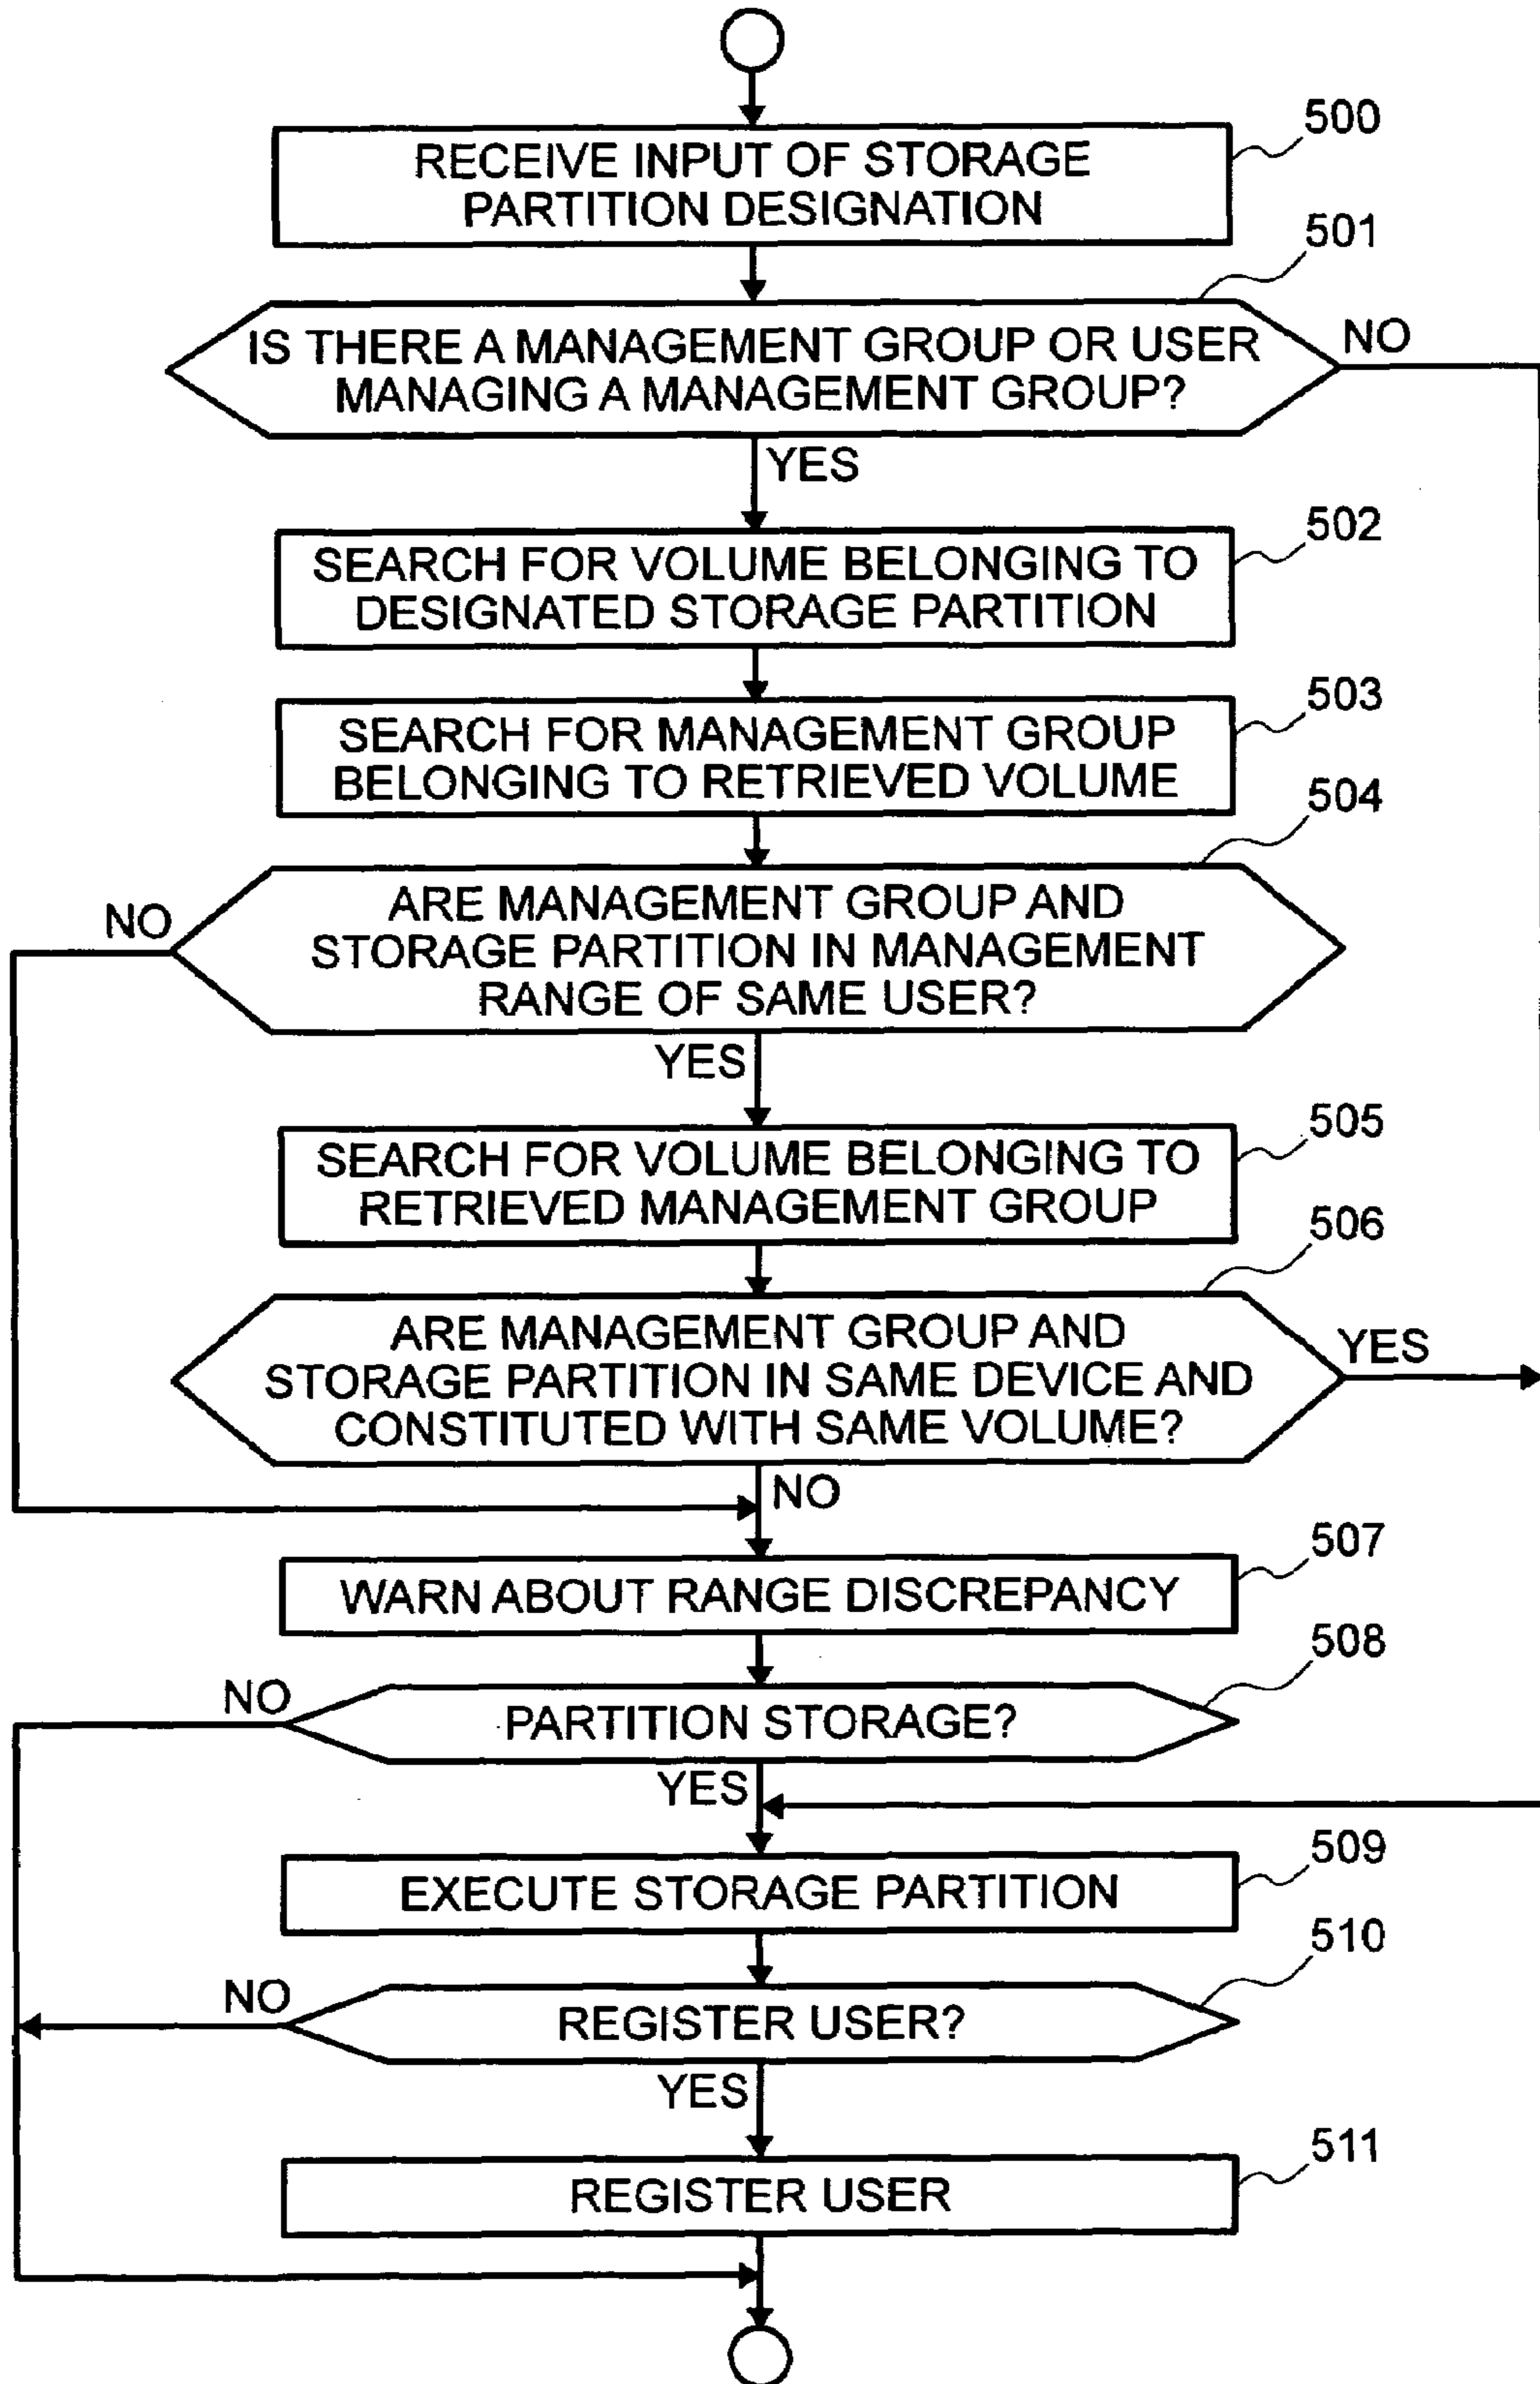 500
RECEIVE INPUT OF STORAGE
PARTITION DESIGNATION
501
IS THERE A MANAGEMENT GROUP OR USER
MANAGING A MANAGEMENT GROUP?
NO
YES
502
SEARCH FOR VOLUME BELONGING TO
DESIGNATED STORAGE PARTITION
503
SEARCH FOR MANAGEMENT GROUP
BELONGING TO RETRIEVED VOLUME
504
ARE MANAGEMENT GROUP AND
STORAGE PARTITION IN MANAGEMENT
RANGE OF SAME USER?
NO
YES
505
SEARCH FOR VOLUME BELONGING TO
RETRIEVED MANAGEMENT GROUP
506
ARE MANAGEMENT GROUP AND
STORAGE PARTITION IN SAME DEVICE AND
CONSTITUTED WITH SAME VOLUME?
YES
NO
507
WARN ABOUT RANGE DISCREPANCY
508
NO
PARTITION STORAGE?
YES
509
EXECUTE STORAGE PARTITION
510
NO
REGISTER USER?
YES
511
REGISTER USER